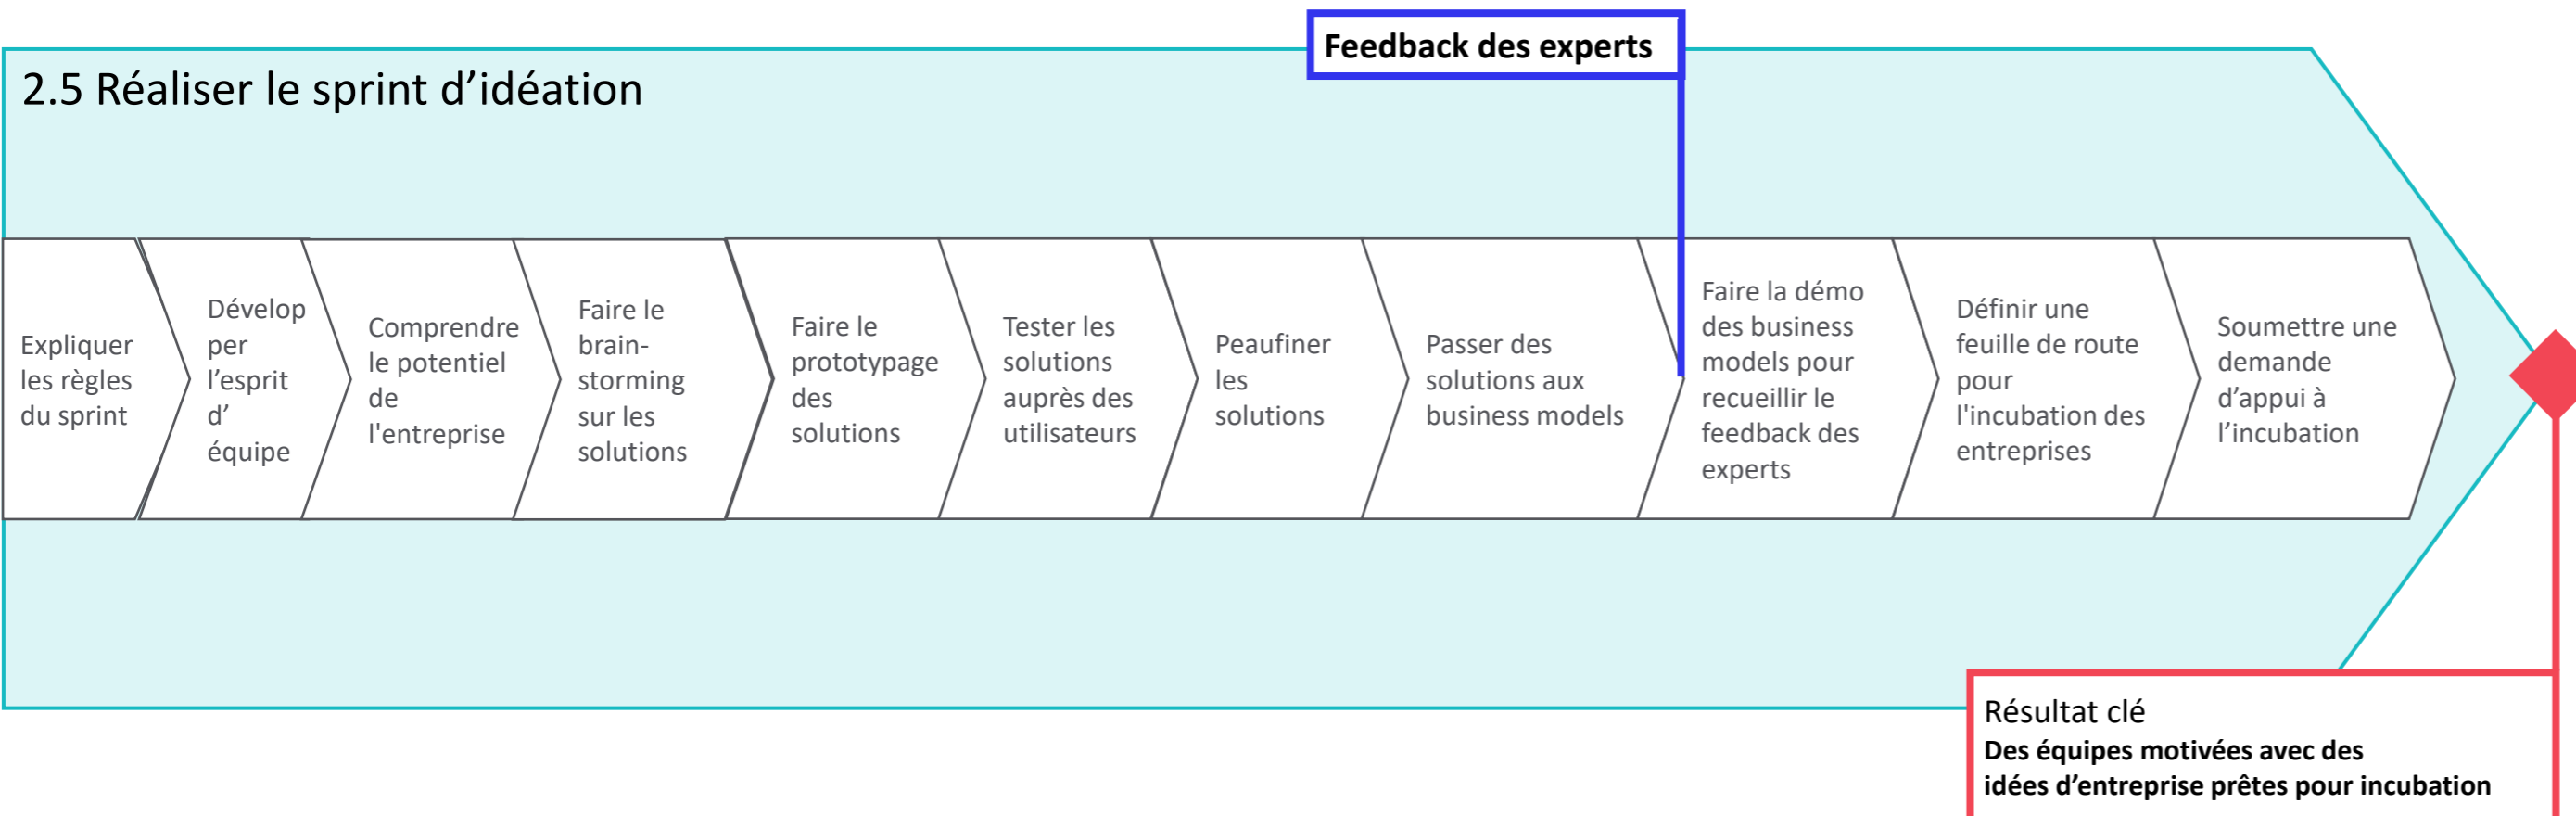 Feedback des experts
2.5 Réaliser le sprint d’idéation
Expliquer
les règles
du sprint
Dévelop
per
l’esprit
d’
équipe
Comprendre
le potentiel
de
l'entreprise
Faire le
brain-
storming
sur les
solutions
Faire le
prototypage
des
solutions
Tester les
solutions
auprès des
utilisateurs
Peaufiner
les
solutions
Passer des
solutions aux
business models
Faire la démo
des business
models pour
recueillir le
feedback des
experts
Définir une
feuille de route
pour
l'incubation des
entreprises
Soumettre une
demande
d’appui à
l’incubation
Résultat clé
Des équipes motivées avec des
idées d’entreprise prêtes pour incubation